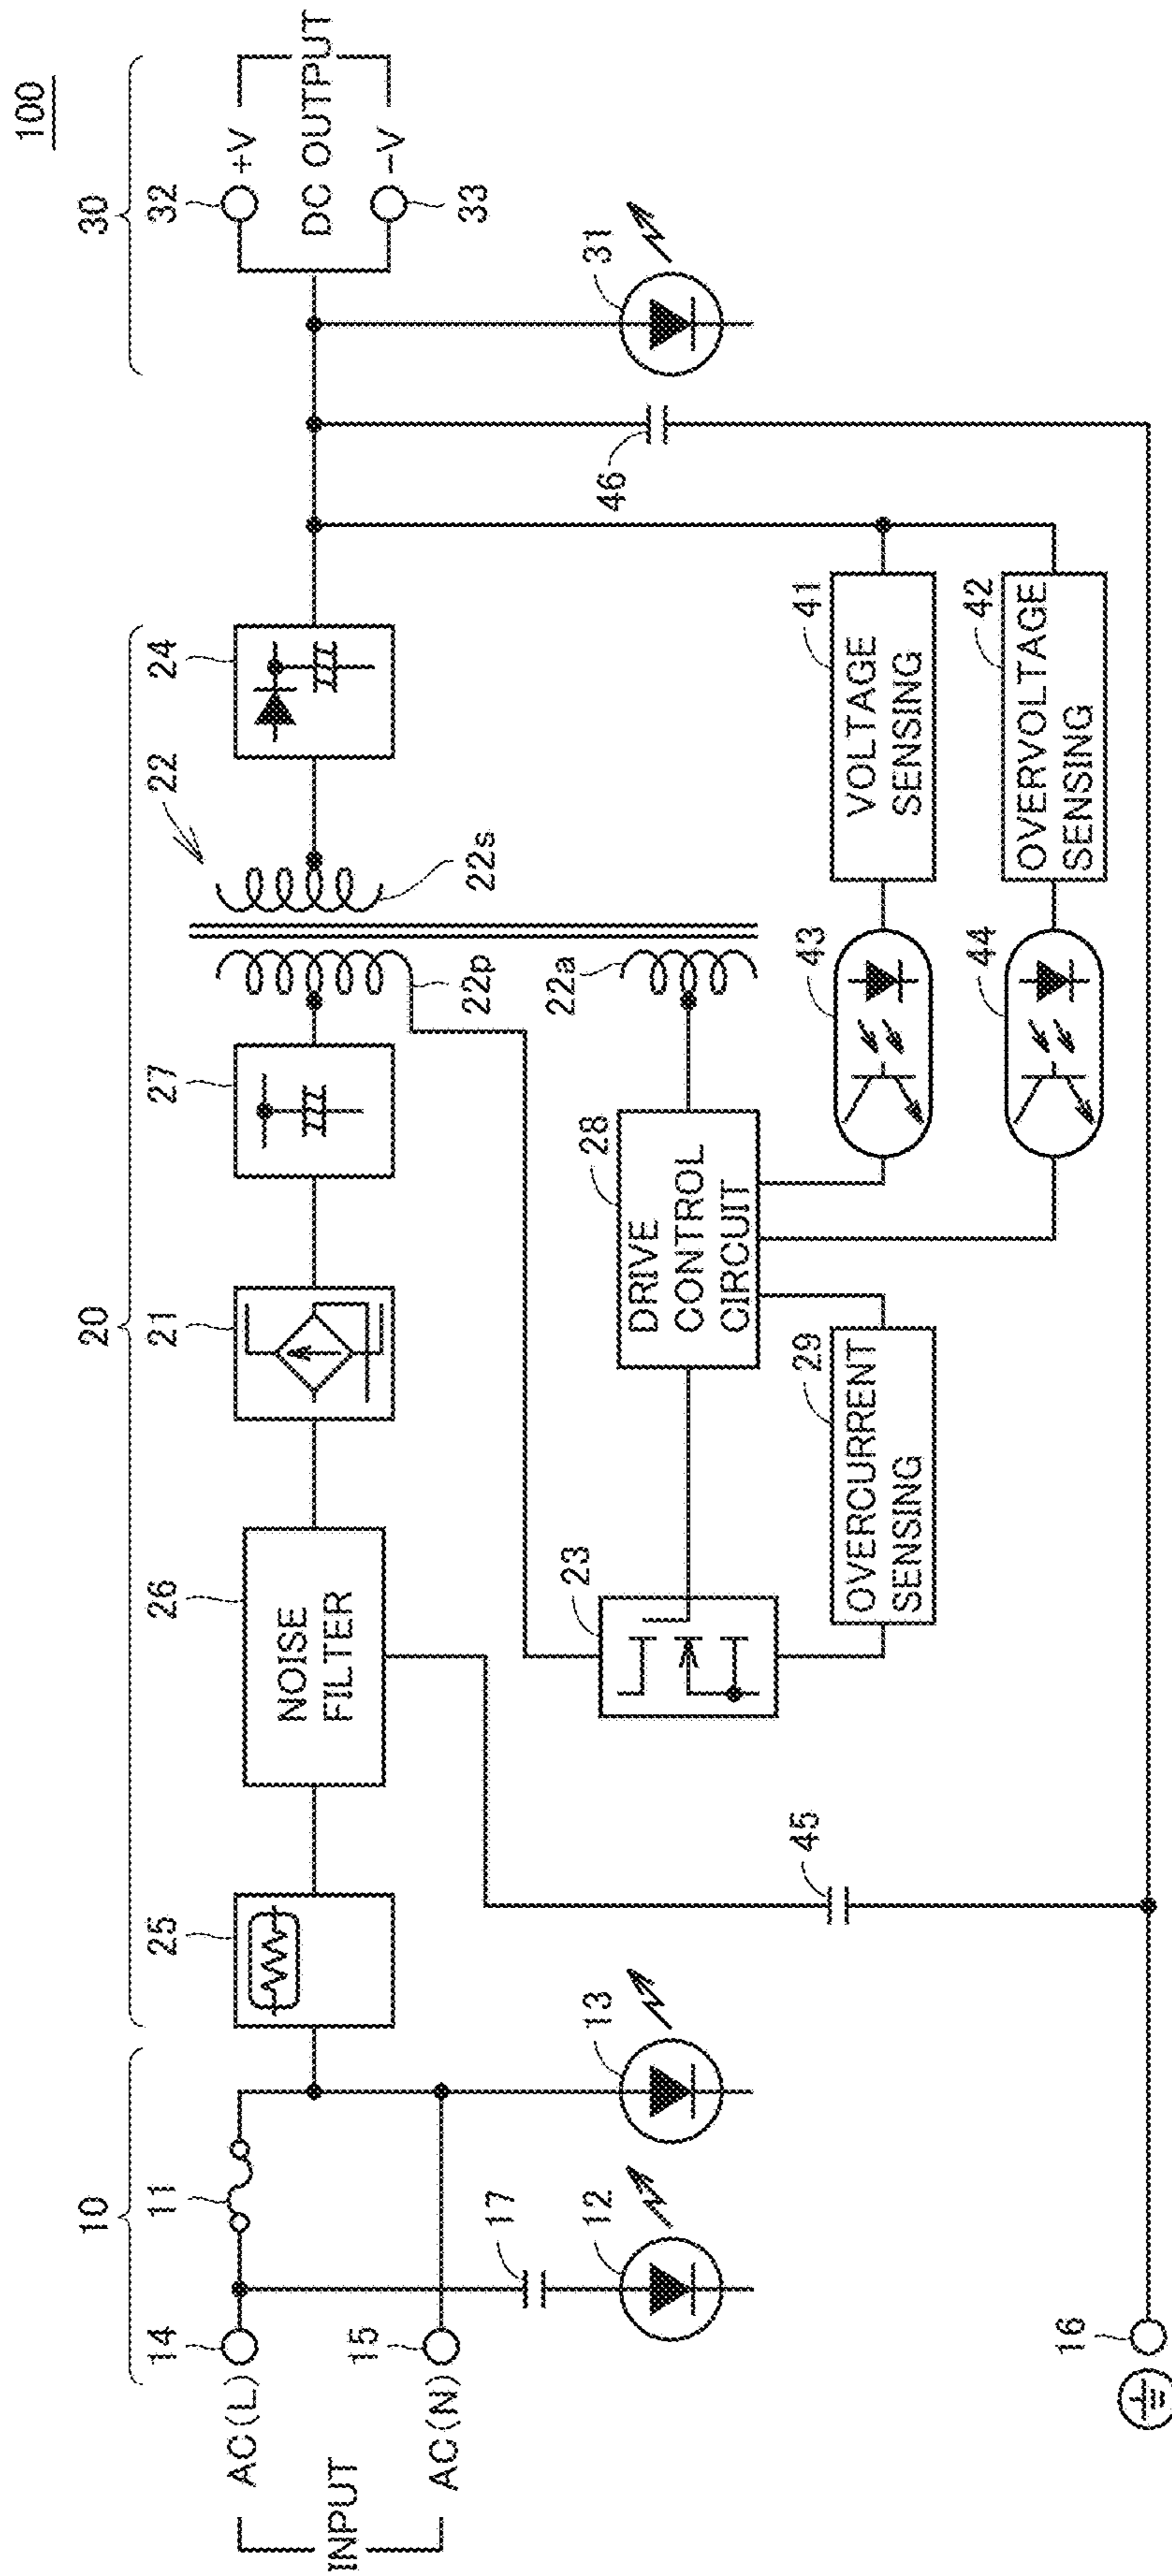 100
10
20
30
14
11
25
26
21
27
22
24
32
AC(L)
+V
INPUT
NOISE
FILTER
DC OUTPUT
15
AC(N)
-V
33
17
22p
22s
12
13
23
28
22a
46
31
DRIVE
CONTROL
CIRCUIT
45
29
43
41
OVERCURRENT
SENSING
VOLTAGE
SENSING
44
42
OVERVOLTAGE
SENSING
16